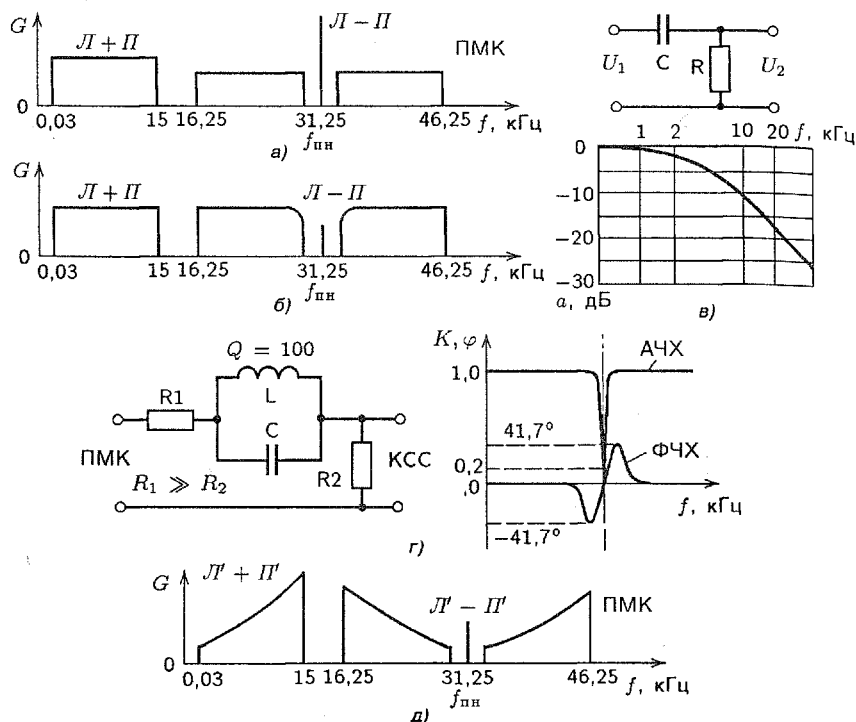 G
Л + П
Л − П
ПМК
0
0,03
15
16,25
31,25
46,25
f, кГц
fпн
а)
G
Л + П
Л − П
0
0,03
15
16,25
31,25
46,25
f, кГц
fпн
б)
U1
C
R
U2
1
2
10
20
f, кГц
0
−10
−20
−30
a, дБ
в)
Q = 100
R1
L
C
ПМК
R2
КСС
R1 ≫ R2
K, φ
1,0
АЧХ
41,7°
0,2
,0
ФЧХ
−41,7°
f, кГц
г)
G
Л′ + П′
Л′ − П′
ПМК
0
0,03
15
16,25
31,25
46,25
f, кГц
fпн
д)